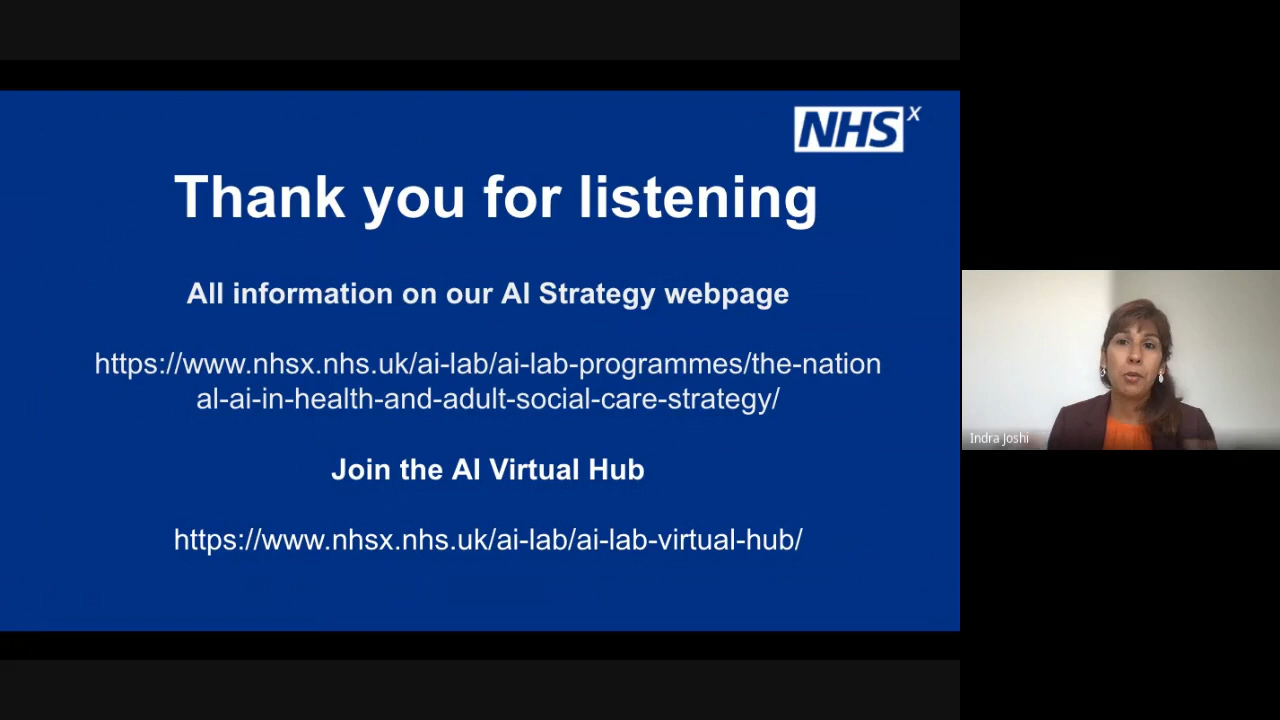 NHSX
Thank you for listening
All information on our AI Strategy webpage
https://www.nhsx.nhs.uk/ai-lab/ai-lab-programmes/the-nation
al-ai-in-health-and-adult-social-care-strategy/
Join the AI Virtual Hub
https://www.nhsx.nhs.uk/ai-lab/ai-lab-virtual-hub/
Indra Joshi